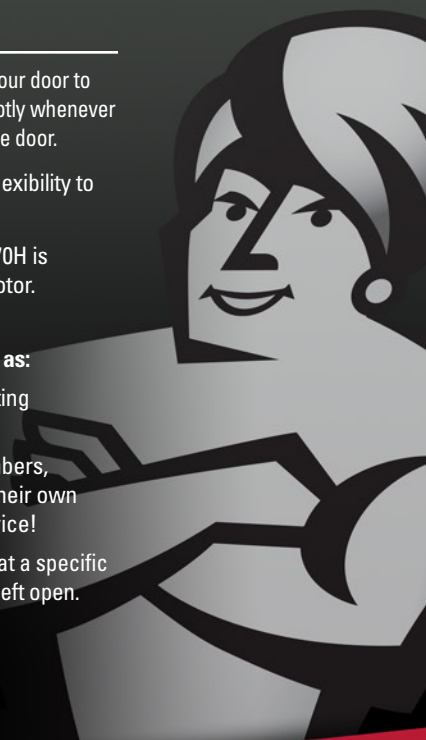 our door to
ptly whenever
e door.
exibility to
70H is
otor.
as:
ting
bers,
heir own
vice!
at a specific
eft open.